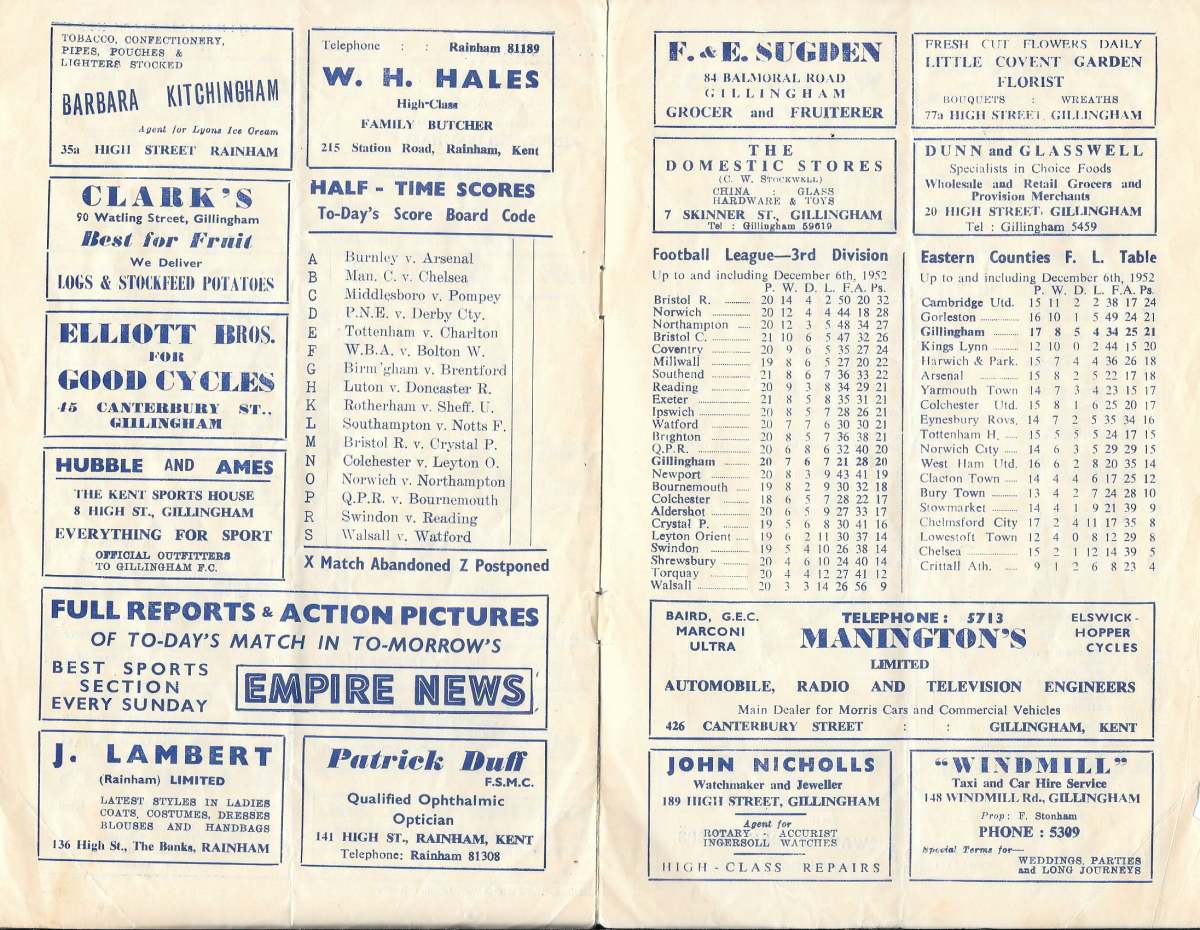 TOBACCO, CONFECTIONERY,
PIPES, POUCHES &
LIGHTERS STOCKED
BARBARA KITCHINGHAM
Agent for Lyons Ice Cream
35a HIGH STREET RAINHAM
Telephone : : Rainham 81189
W. H. HALES
High-Class
FAMILY BUTCHER
215 Station Road, Rainham, Kent
CLARK'S
90 Watling Street, Gillingham
Best for Fruit
We Deliver
LOGS & STOCKFEED POTATOES
ELLIOTT BROS.
FOR
GOOD CYCLES
45 CANTERBURY ST.,
GILLINGHAM
HUBBLE AND AMES
THE KENT SPORTS HOUSE
8 HIGH ST., GILLINGHAM
EVERYTHING FOR SPORT
OFFICIAL OUTFITTERS
TO GILLINGHAM F.C.
HALF - TIME SCORES
To-Day's Score Board Code
A Burnley v. Arsenal
B Man. C. v. Chelsea
C Middlesboro v. Pompey
D P.N.E. v. Derby Cty.
E Tottenham v. Charlton
F W.B.A. v. Bolton W.
G Birm'gham v. Brentford
H Luton v. Doncaster R.
K Rotherham v. Sheff. U.
L Southampton v. Notts F.
M Bristol R. v. Crystal P.
N Colchester v. Leyton O.
O Norwich v. Northampton
P Q.P.R. v. Bournemouth
R Swindon v. Reading
S Walsall v. Watford
X Match Abandoned Z Postponed
FULL REPORTS & ACTION PICTURES
OF TO-DAY'S MATCH IN TO-MORROW'S
BEST SPORTS
SECTION
EVERY SUNDAY
EMPIRE NEWS
J. LAMBERT
(Rainham) LIMITED
LATEST STYLES IN LADIES
COATS, COSTUMES, DRESSES
BLOUSES AND HANDBAGS
136 High St., The Banks, RAINHAM
Patrick Duff
F.S.M.C.
Qualified Ophthalmic
Optician
141 HIGH ST., RAINHAM, KENT
Telephone: Rainham 81308
F. & E. SUGDEN
84 BALMORAL ROAD
GILLINGHAM
GROCER and FRUITERER
FRESH CUT FLOWERS DAILY
LITTLE COVENT GARDEN
FLORIST
BOUQUETS : WREATHS
77a HIGH STREET, GILLINGHAM
THE
DOMESTIC STORES
(C. W. STOCKWELL)
CHINA : GLASS
HARDWARE & TOYS
7 SKINNER ST., GILLINGHAM
Tel : Gillingham 59619
DUNN and GLASSWELL
Specialists in Choice Foods
Wholesale and Retail Grocers and
Provision Merchants
20 HIGH STREET, GILLINGHAM
Tel : Gillingham 5459
Football League—3rd Division
Up to and including December 6th, 1952
P. W. D. L. F. A. Ps.
Bristol R. 20 14 4 2 50 20 32
Norwich 20 12 4 4 44 18 28
Northampton 20 12 3 5 48 34 27
Bristol C. 21 10 6 5 47 32 26
Coventry 20 9 6 5 35 27 24
Millwall 19 8 6 5 27 20 22
Southend 21 8 6 7 36 33 22
Reading 20 9 3 8 34 29 21
Exeter 21 8 5 8 35 31 21
Ipswich 20 8 5 7 28 26 21
Watford 20 7 7 6 30 30 21
Brighton 20 8 5 7 36 38 21
Q.P.R. 20 6 8 6 32 40 20
Gillingham 20 7 6 7 21 28 20
Newport 20 8 3 9 43 41 19
Bournemouth 19 8 2 9 30 32 18
Colchester 18 6 5 7 28 22 17
Aldershot 20 6 5 9 27 33 17
Crystal P. 19 5 6 8 30 41 16
Leyton Orient 19 6 2 11 30 37 14
Swindon 19 5 4 10 26 38 14
Shrewsbury 20 4 6 10 24 40 14
Torquay 20 4 4 12 27 41 12
Walsall 20 3 3 14 26 56 9
Eastern Counties F. L. Table
Up to and including December 6th, 1952
P. W. D. L. F. A. Ps.
Cambridge Utd. 15 11 2 2 38 17 24
Gorleston 16 10 1 5 49 24 21
Gillingham 17 8 5 4 34 25 21
Kings Lynn 12 10 0 2 44 15 20
Harwich & Park. 15 7 4 4 36 26 18
Arsenal 15 8 2 5 22 17 18
Yarmouth Town 14 7 3 4 23 15 17
Colchester Utd. 15 8 1 6 25 20 17
Eynesbury Rovs. 14 7 2 5 35 34 16
Tottenham H. 15 5 5 5 24 17 15
Norwich City 14 6 3 5 29 29 15
West Ham Utd. 16 6 2 8 20 35 14
Clacton Town 14 4 4 6 17 25 12
Bury Town 13 4 2 7 24 28 10
Stowmarket 14 4 1 9 21 39 9
Chelmsford City 17 2 4 11 17 35 8
Lowestoft Town 12 4 0 8 12 29 8
Chelsea 15 2 1 12 14 39 5
Crittall Ath. 9 1 2 6 8 23 4
BAIRD, G.E.C.
MARCONI
ULTRA
TELEPHONE: 5713
MANINGTON'S
LIMITED
ELSWICK-
HOPPER
CYCLES
AUTOMOBILE, RADIO AND TELEVISION ENGINEERS
Main Dealer for Morris Cars and Commercial Vehicles
426 CANTERBURY STREET : : GILLINGHAM, KENT
JOHN NICHOLLS
Watchmaker and Jeweller
189 HIGH STREET, GILLINGHAM
Agent for
ROTARY - ACCURIST
INGERSOLL WATCHES
HIGH-CLASS REPAIRS
"WINDMILL"
Taxi and Car Hire Service
148 WINDMILL Rd., GILLINGHAM
Prop: F. Stonham
PHONE : 5309
Special Terms for—
WEDDINGS, PARTIES
and LONG JOURNEYS